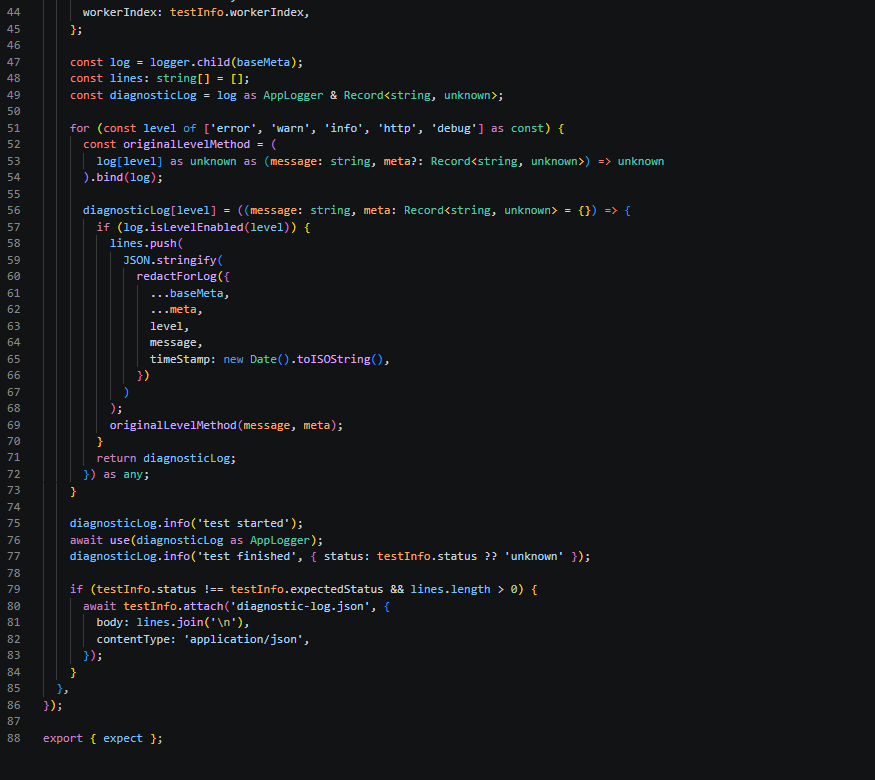 44 workerIndex: testInfo.workerIndex,
45 };
46
47 const log = logger.child(baseMeta);
48 const lines: string[] = [];
49 const diagnosticLog = log as AppLogger & Record<string, unknown>;
50
51 for (const level of ['error', 'warn', 'info', 'http', 'debug'] as const) {
52 const originalLevelMethod = (
53 log[level] as unknown as (message: string, meta?: Record<string, unknown>) => unknown
54 ).bind(log);
55
56 diagnosticLog[level] = ((message: string, meta: Record<string, unknown> = {}) => {
57 if (log.isLevelEnabled(level)) {
58 lines.push(
59 JSON.stringify(
60 redactForLog({
61 ...baseMeta,
62 ...meta,
63 level,
64 message,
65 timeStamp: new Date().toISOString(),
66 })
67 )
68 );
69 originalLevelMethod(message, meta);
70 }
71 return diagnosticLog;
72 }) as any;
73 }
74
75 diagnosticLog.info('test started');
76 await use(diagnosticLog as AppLogger);
77 diagnosticLog.info('test finished', { status: testInfo.status ?? 'unknown' });
78
79 if (testInfo.status !== testInfo.expectedStatus && lines.length > 0) {
80 await testInfo.attach('diagnostic-log.json', {
81 body: lines.join('\n'),
82 contentType: 'application/json',
83 });
84 }
85 },
86 });
87
88 export { expect };